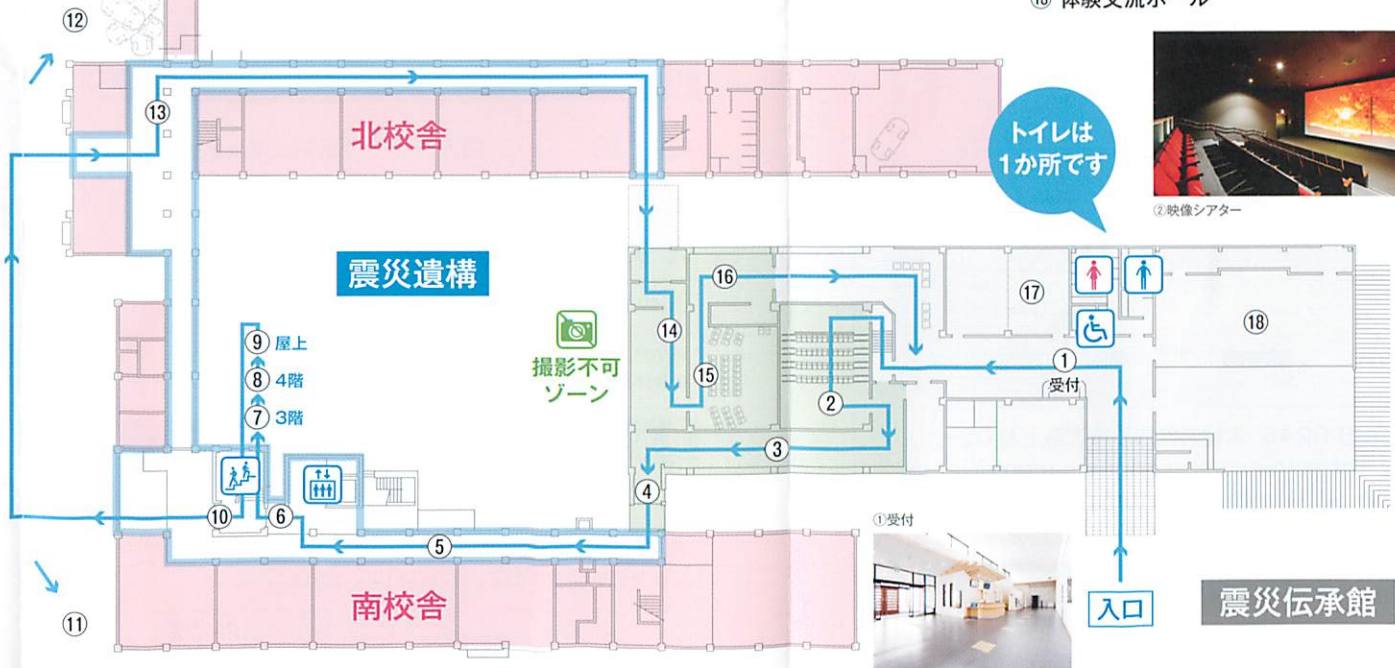 ⑱ 体験交流ホール
⑫
⑬
北校舎
トイレは
1か所です
②映像シアター
震災遺構
撮影不可
ゾーン
⑨ 屋上
⑧ 4階
⑦ 3階
⑭
⑯
⑮
②
③
④
⑰
⑱
①
受付
⑩
⑥
⑤
①受付
南校舎
⑪
入口
震災伝承館